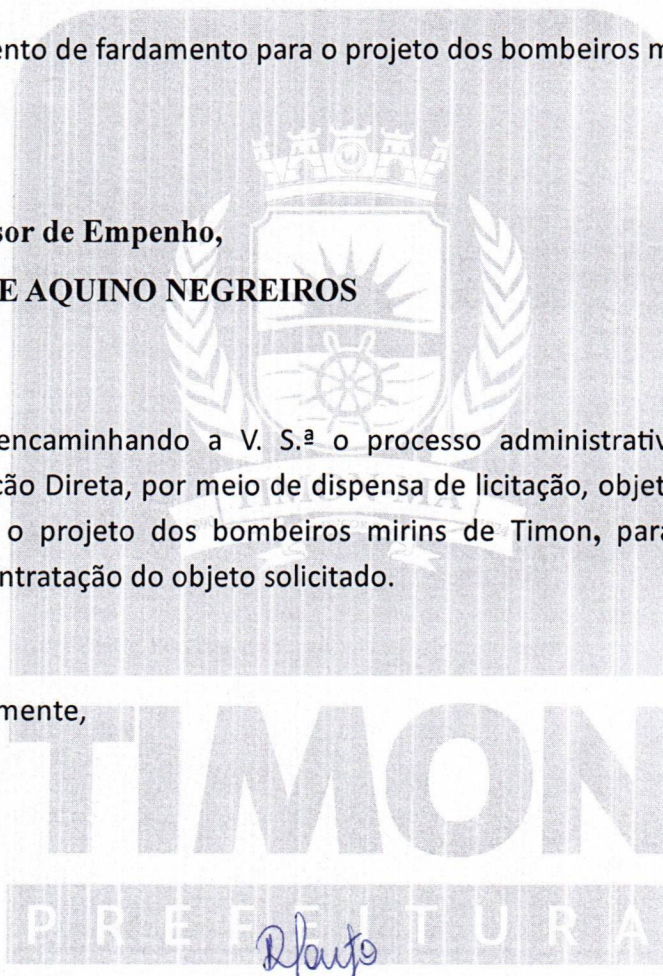 ento de fardamento para o projeto dos bombeiros m
sor de Empenho,
E AQUINO NEGREIROS
encaminhando a V. S.ª o processo administrativ
ção Direta, por meio de dispensa de licitação, objet
o projeto dos bombeiros mirins de Timon, para
ntratação do objeto solicitado.
mente,
TIMON
PREFEITURA